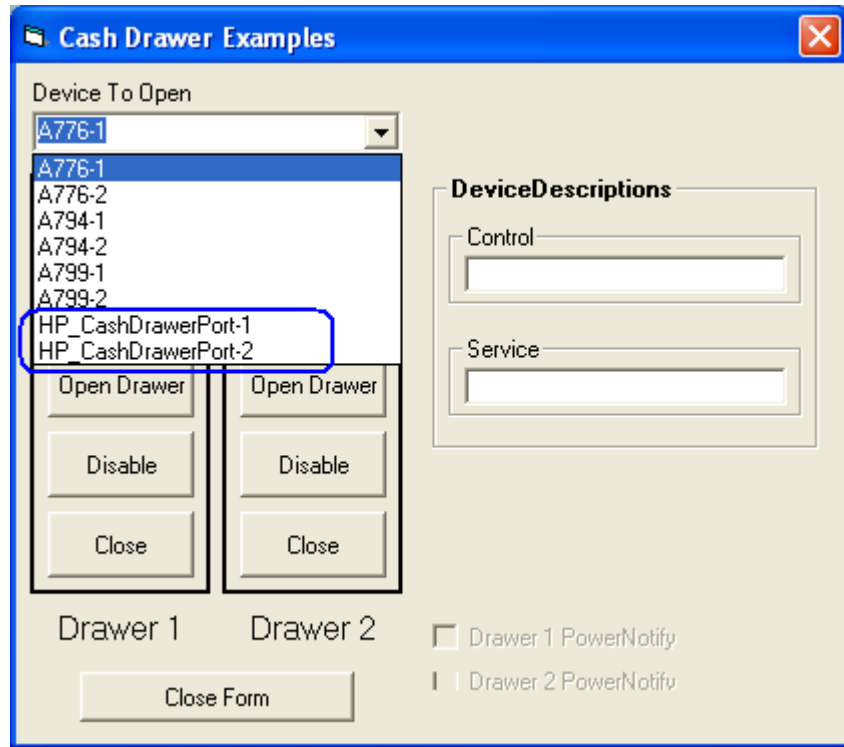 Cash Drawer Examples
Device To Open
A776-1
A776-1
A776-2
A794-1
A794-2
A799-1
A799-2
HP_CashDrawerPort-1
HP_CashDrawerPort-2
Open Drawer
Open Drawer
Disable
Disable
Close
Close
Drawer 1
Drawer 2
Close Form
DeviceDescriptions
Control
Service
Drawer 1 PowerNotify
Drawer 2 PowerNotify